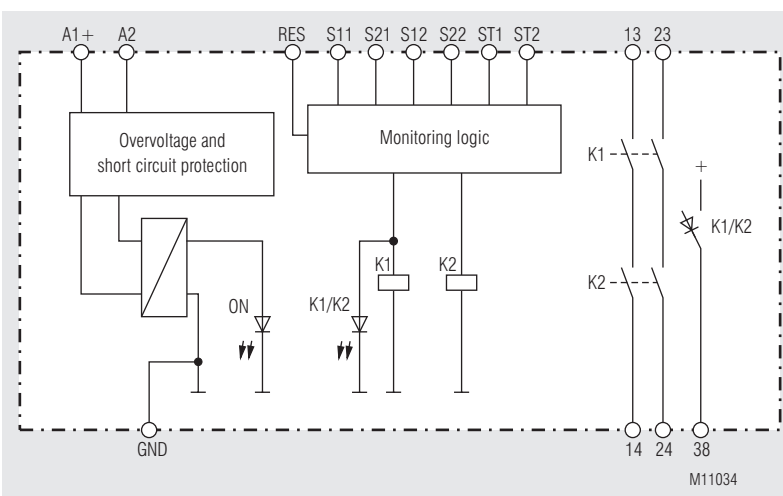 A1+ A2 RES S11 S21 S12 S22 ST1 ST2 13 23
Overvoltage and
short circuit protection
Monitoring logic
K1
+
K1/K2
K1 K2
K2
ON K1/K2
GND 14 24 38
M11034